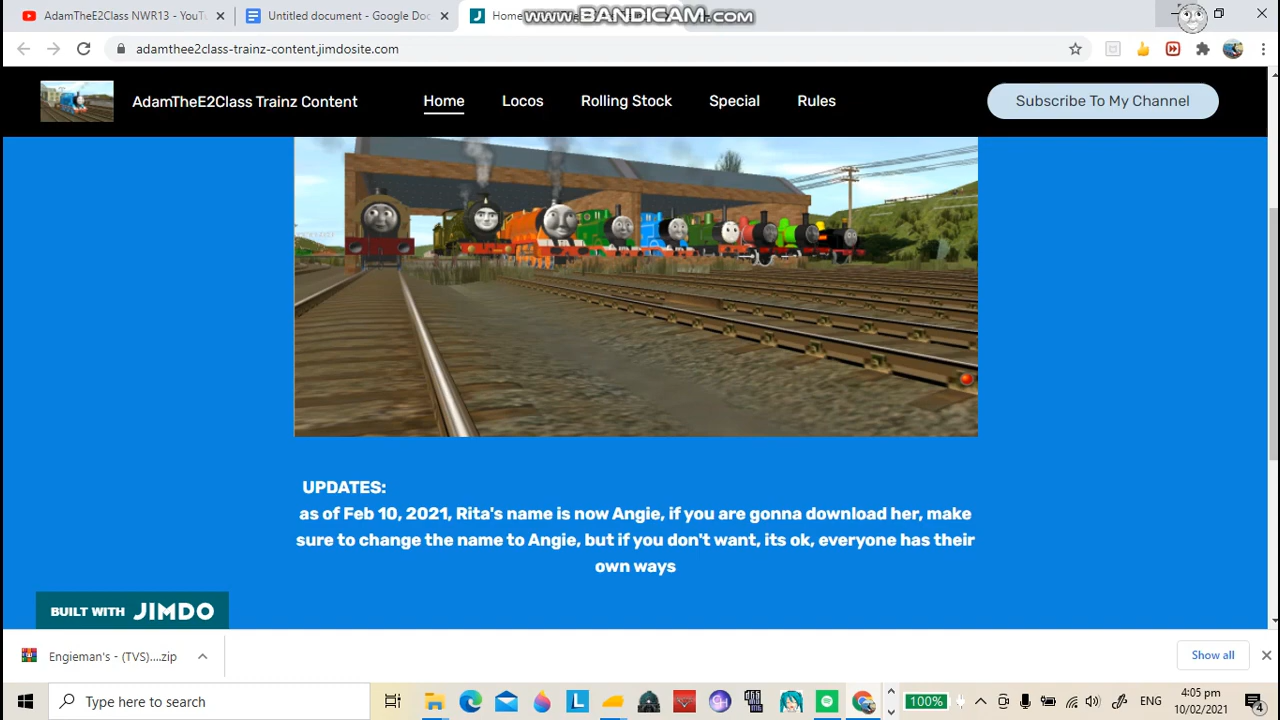 AdamTheE2Class NWR13 - YouTu
Untitled document - Google Doc
Hom
www.BANDICAM.com
adamthee2class-trainz-content.jimdosite.com
AdamTheE2Class Trainz Content
Home
Locos
Rolling Stock
Special
Rules
Subscribe To My Channel
UPDATES:
as of Feb 10, 2021, Rita's name is now Angie, if you are gonna download her, make
sure to change the name to Angie, but if you don't want, its ok, everyone has their
own ways
BUILT WITH JIMDO
Engieman's - (TVS)....zip
Show all
Type here to search
100%
ENG
4:05 pm
10/02/2021
4